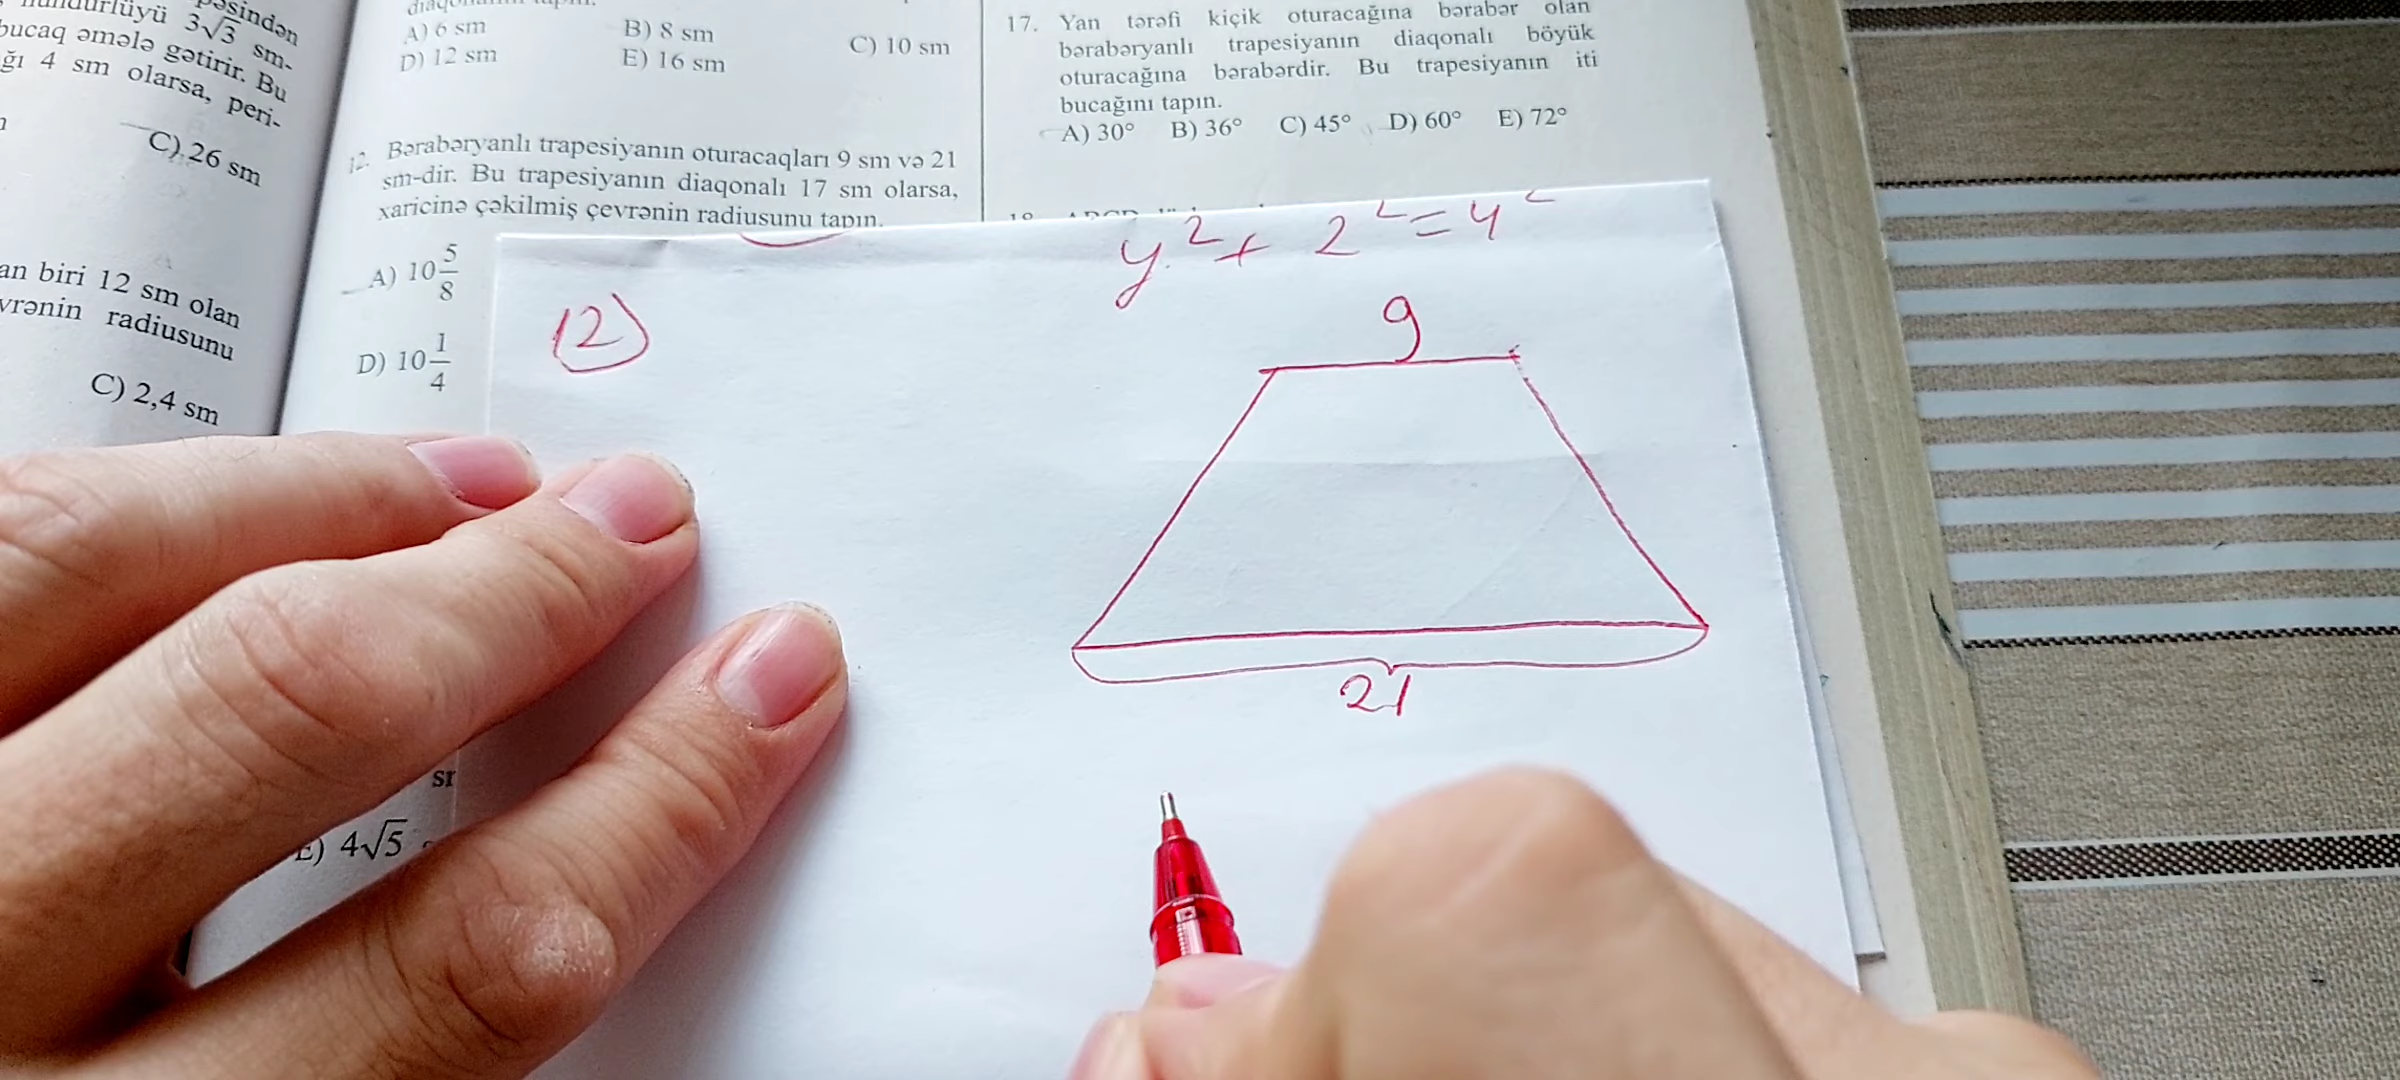 3√3 sm-
bucaq əmələ gətirir. Bu
ğı 4 sm olarsa, peri-
C) 26 sm
an biri 12 sm olan
vrənin radiusunu
C) 2,4 sm
A) 6 sm B) 8 sm C) 10 sm
D) 12 sm E) 16 sm
12. Bərabəryanlı trapesiyanın oturacaqları 9 sm və 21
sm-dir. Bu trapesiyanın diaqonalı 17 sm olarsa,
xaricinə çəkilmiş çevrənin radiusunu tapın.
A) 10 5/8
D) 10 1/4
E) 4√5
17. Yan tərəfi kiçik oturacağına bərabər olan
bərabəryanlı trapesiyanın diaqonalı böyük
oturacağına bərabərdir. Bu trapesiyanın iti
bucağını tapın.
A) 30° B) 36° C) 45° D) 60° E) 72°
y² + 2² = 4²
12
9
21